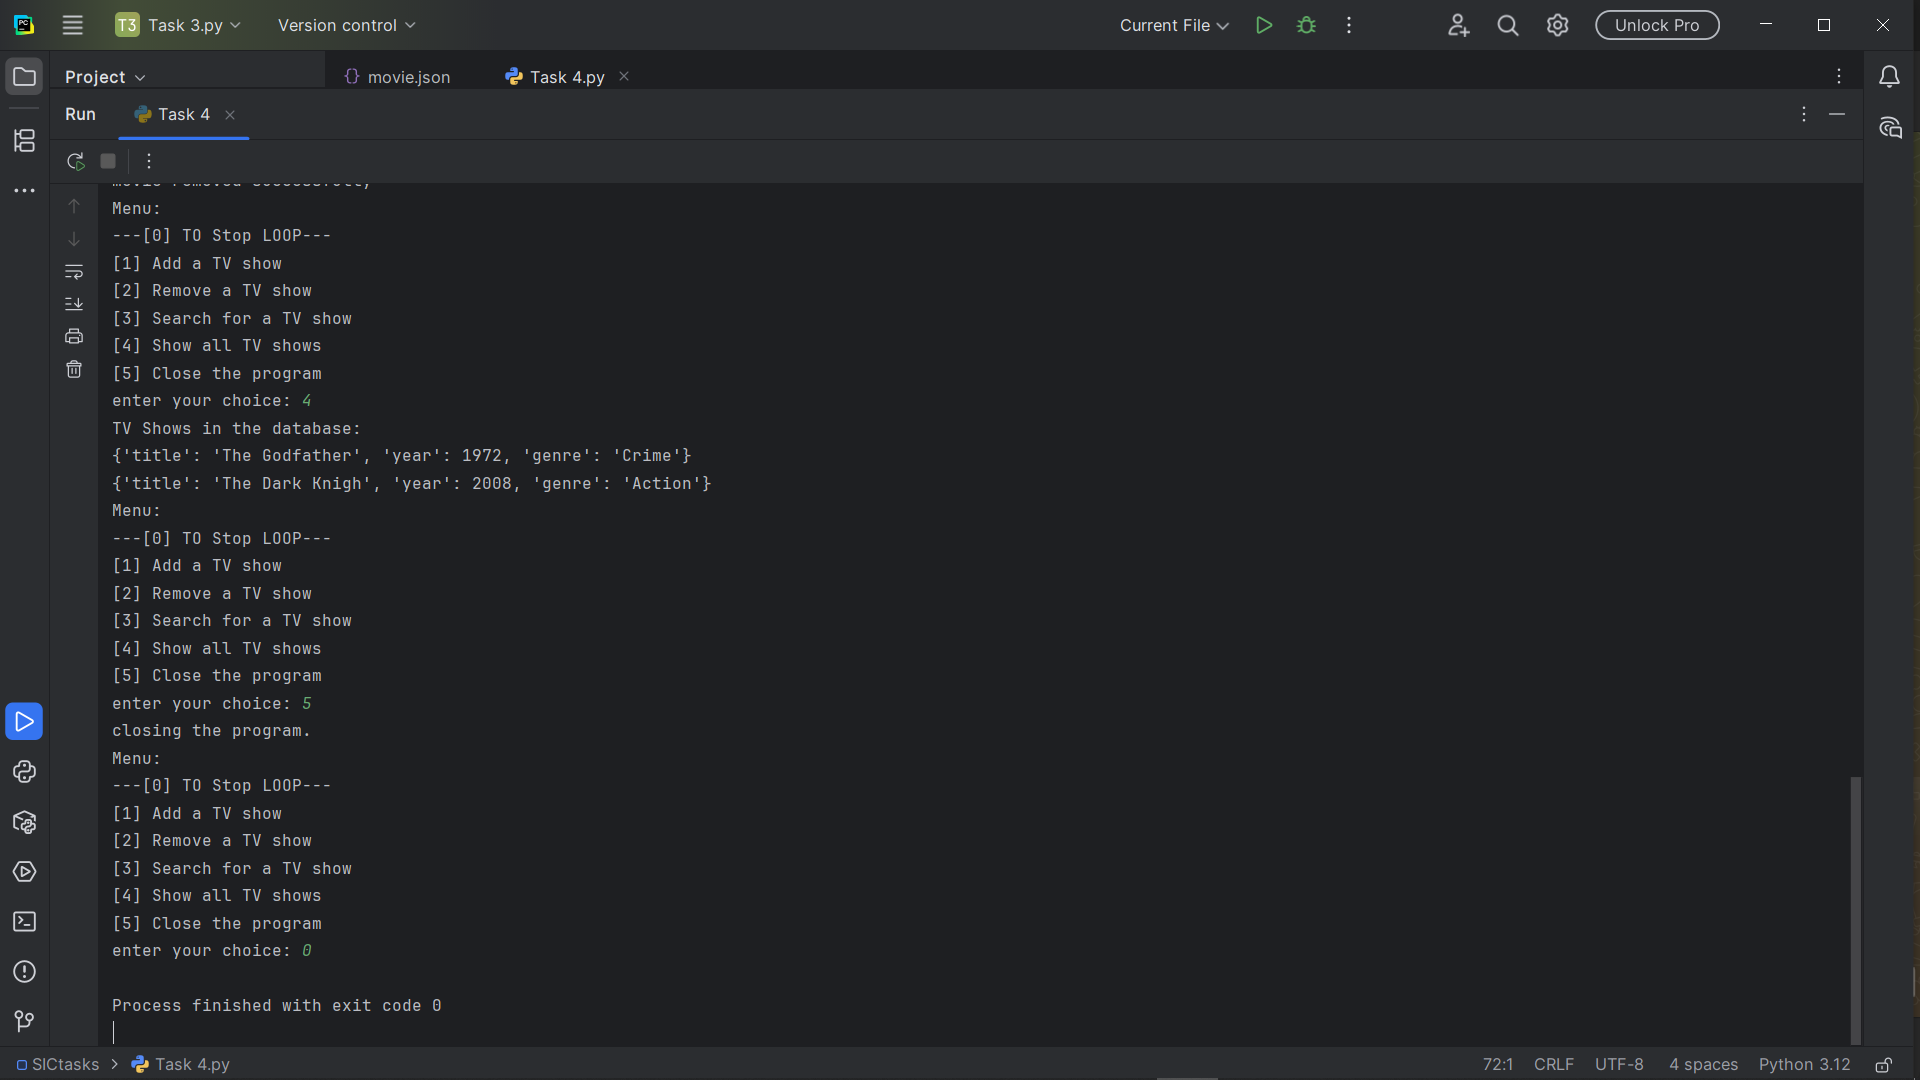 T3 Task 3.py Version control Current File Unlock Pro
Project movie.json Task 4.py
Run Task 4
movie removed successfully
Menu:
---[0] TO Stop LOOP---
[1] Add a TV show
[2] Remove a TV show
[3] Search for a TV show
[4] Show all TV shows
[5] Close the program
enter your choice: 4
TV Shows in the database:
{'title': 'The Godfather', 'year': 1972, 'genre': 'Crime'}
{'title': 'The Dark Knigh', 'year': 2008, 'genre': 'Action'}
Menu:
---[0] TO Stop LOOP---
[1] Add a TV show
[2] Remove a TV show
[3] Search for a TV show
[4] Show all TV shows
[5] Close the program
enter your choice: 5
closing the program.
Menu:
---[0] TO Stop LOOP---
[1] Add a TV show
[2] Remove a TV show
[3] Search for a TV show
[4] Show all TV shows
[5] Close the program
enter your choice: 0
Process finished with exit code 0
SICtasks Task 4.py 72:1 CRLF UTF-8 4 spaces Python 3.12